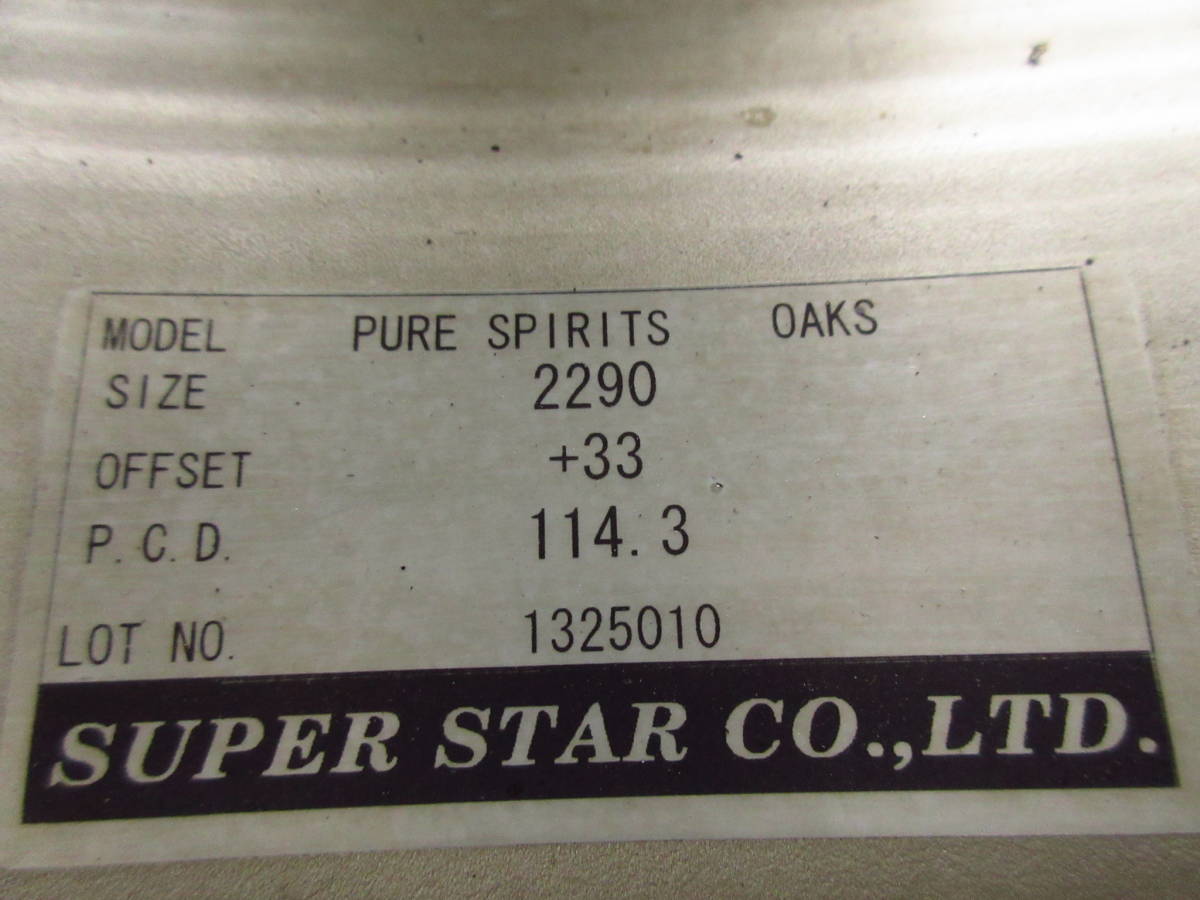 MODEL PURE SPIRITS OAKS
SIZE 2290
OFFSET +33
P.C.D. 114.3
LOT NO. 1325010
SUPER STAR CO.,LTD.